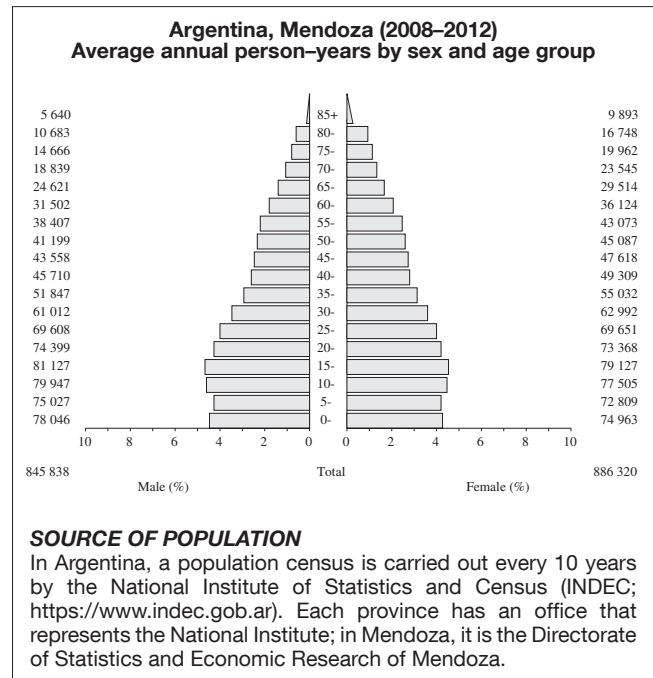 Argentina, Mendoza (2008–2012)
Average annual person–years by sex and age group
5 640 85+ 9 893
10 683 80- 16 748
14 666 75- 19 962
18 839 70- 23 545
24 621 65- 29 514
31 502 60- 36 124
38 407 55- 43 073
41 199 50- 45 087
43 558 45- 47 618
45 710 40- 49 309
51 847 35- 55 032
61 012 30- 62 992
69 608 25- 69 651
74 399 20- 73 368
81 127 15- 79 127
79 947 10- 77 505
75 027 5- 72 809
78 046 0- 74 963
10 8 6 4 2 0 0 2 4 6 8 10
845 838 Total 886 320
Male (%) Female (%)
SOURCE OF POPULATION
In Argentina, a population census is carried out every 10 years
by the National Institute of Statistics and Census (INDEC;
https://www.indec.gob.ar). Each province has an office that
represents the National Institute; in Mendoza, it is the Directorate
of Statistics and Economic Research of Mendoza.